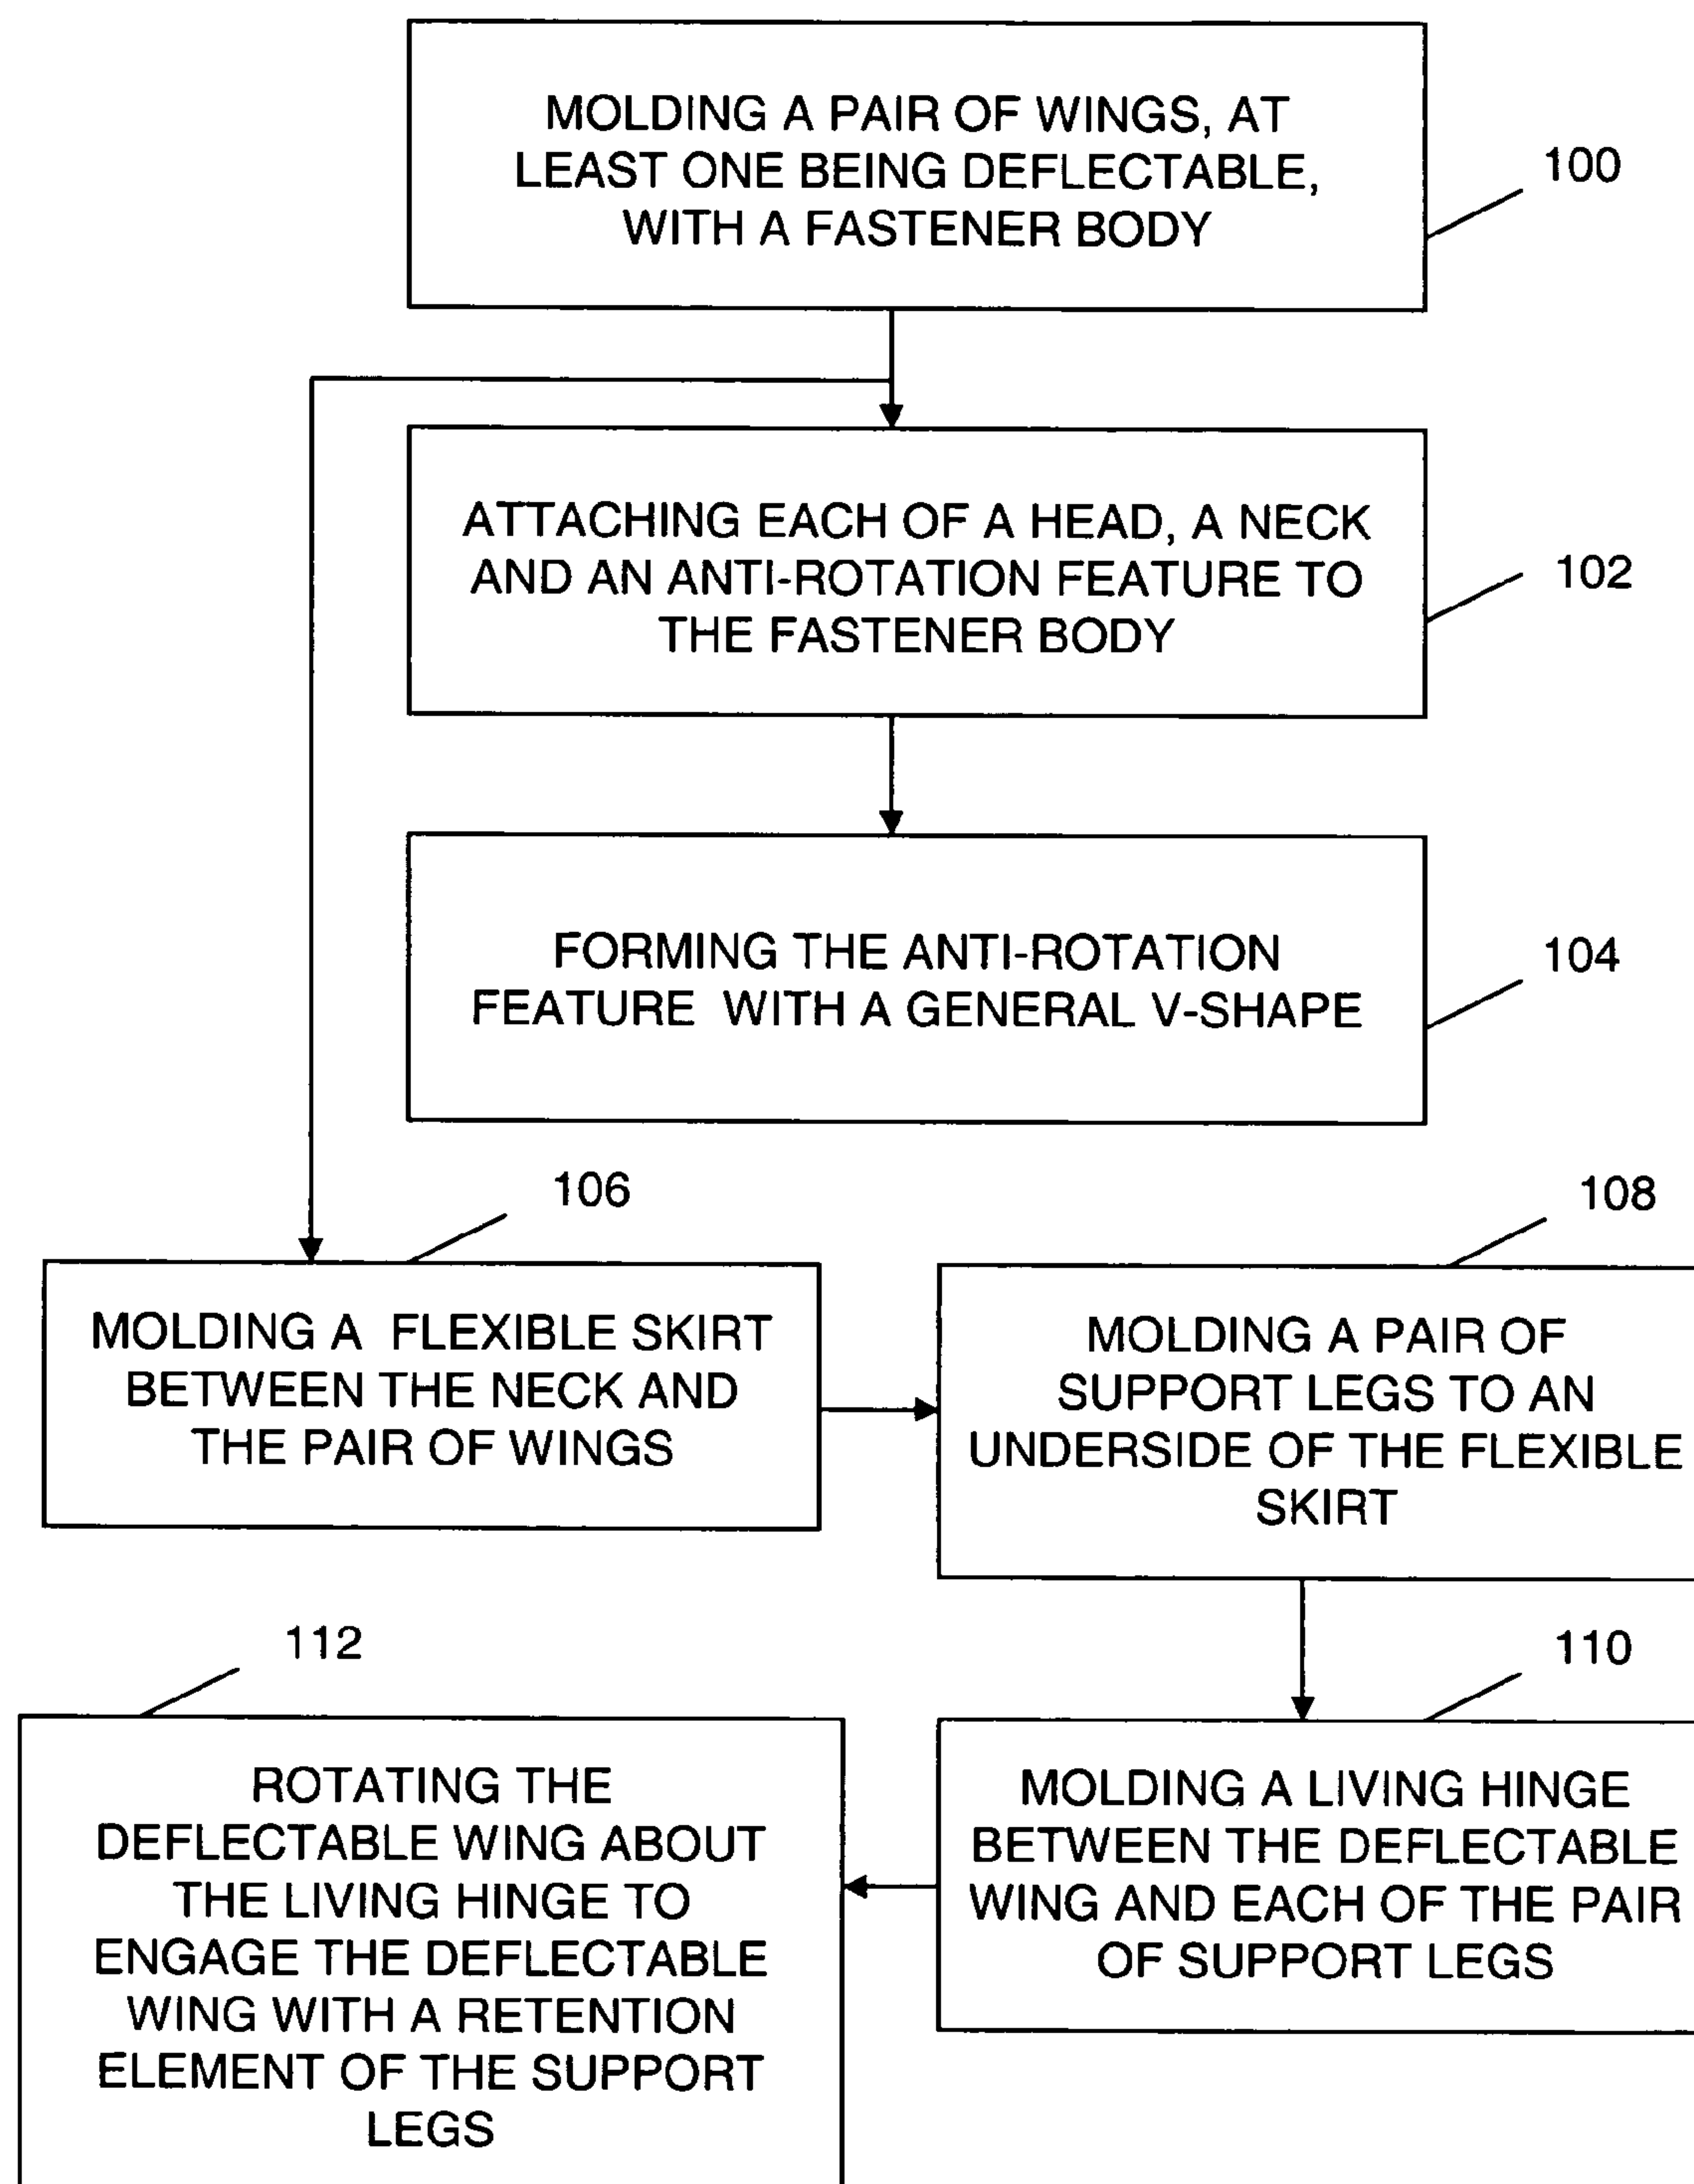 MOLDING A PAIR OF WINGS, AT
LEAST ONE BEING DEFLECTABLE,
WITH A FASTENER BODY
100
ATTACHING EACH OF A HEAD, A NECK
AND AN ANTI-ROTATION FEATURE TO
THE FASTENER BODY
102
FORMING THE ANTI-ROTATION
FEATURE WITH A GENERAL V-SHAPE
104
106
MOLDING A FLEXIBLE SKIRT
BETWEEN THE NECK AND
THE PAIR OF WINGS
108
MOLDING A PAIR OF
SUPPORT LEGS TO AN
UNDERSIDE OF THE FLEXIBLE
SKIRT
110
MOLDING A LIVING HINGE
BETWEEN THE DEFLECTABLE
WING AND EACH OF THE PAIR
OF SUPPORT LEGS
112
ROTATING THE
DEFLECTABLE WING ABOUT
THE LIVING HINGE TO
ENGAGE THE DEFLECTABLE
WING WITH A RETENTION
ELEMENT OF THE SUPPORT
LEGS